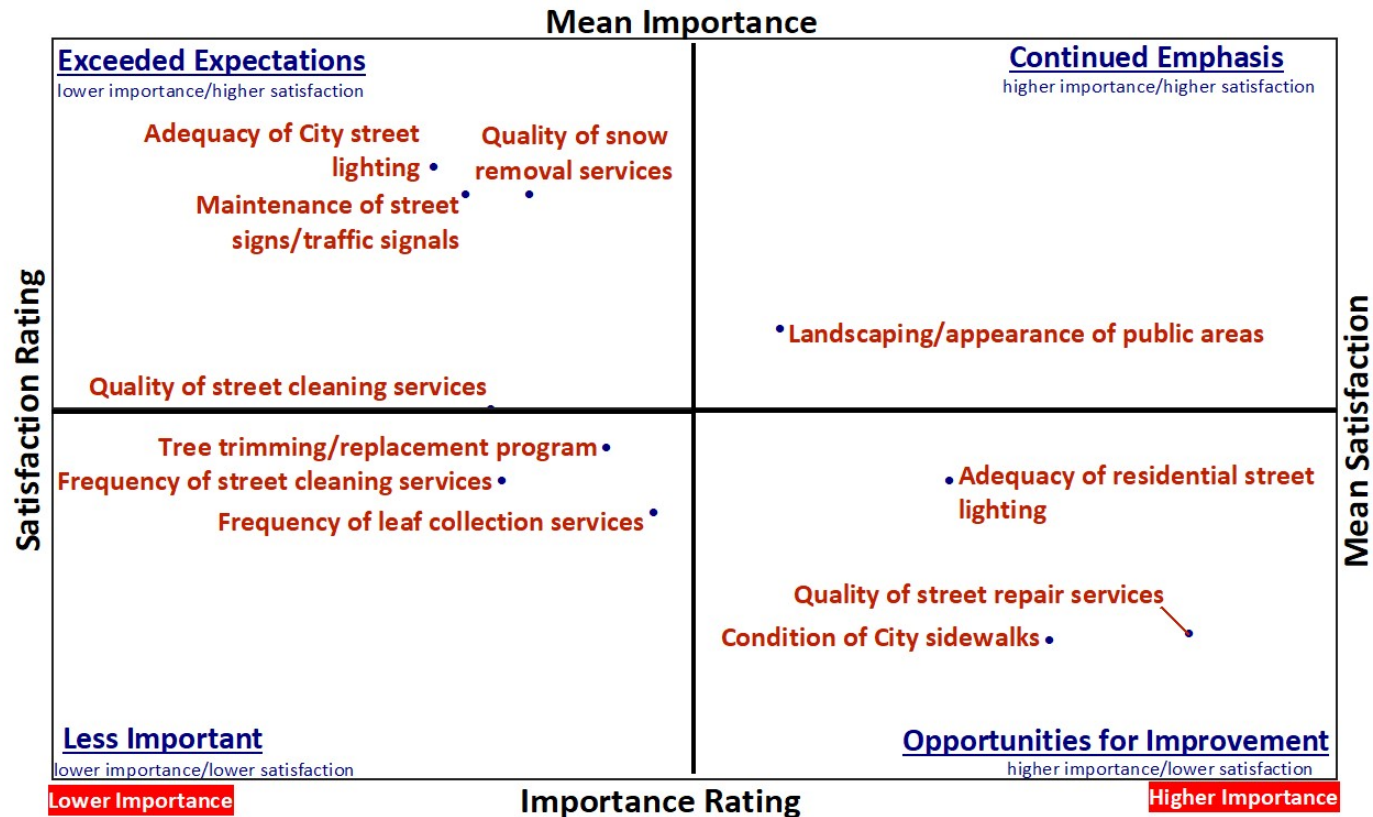 Mean Importance
Exceeded Expectations
lower importance/higher satisfaction
Continued Emphasis
higher importance/higher satisfaction
Adequacy of City street
lighting
Quality of snow
removal services
Maintenance of street
signs/traffic signals
Satisfaction Rating
Mean Satisfaction
Landscaping/appearance of public areas
Quality of street cleaning services
Tree trimming/replacement program
Frequency of street cleaning services
Frequency of leaf collection services
Adequacy of residential street
lighting
Quality of street repair services
Condition of City sidewalks
Less Important
lower importance/lower satisfaction
Opportunities for Improvement
higher importance/lower satisfaction
Lower Importance
Importance Rating
Higher Importance